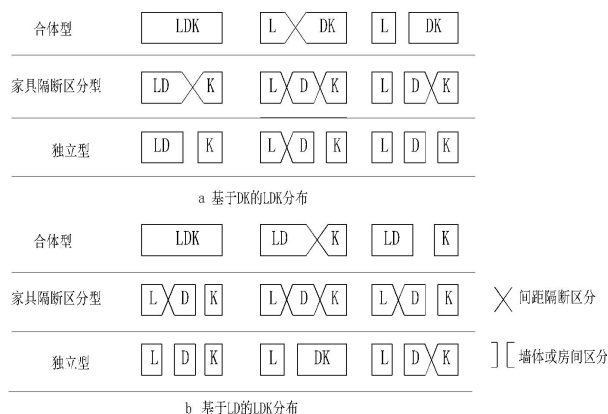 合体型 LDK L DK L DK
家具隔断区分型 LD K L D K L D K
独立型 LD K L D K L D K
a 基于DK的LDK分布
合体型 LDK LD K LD K
家具隔断区分型 L D K L D K L D K 间距隔断区分
独立型 L D K L DK L D K 墙体或房间区分
b 基于LD的LDK分布